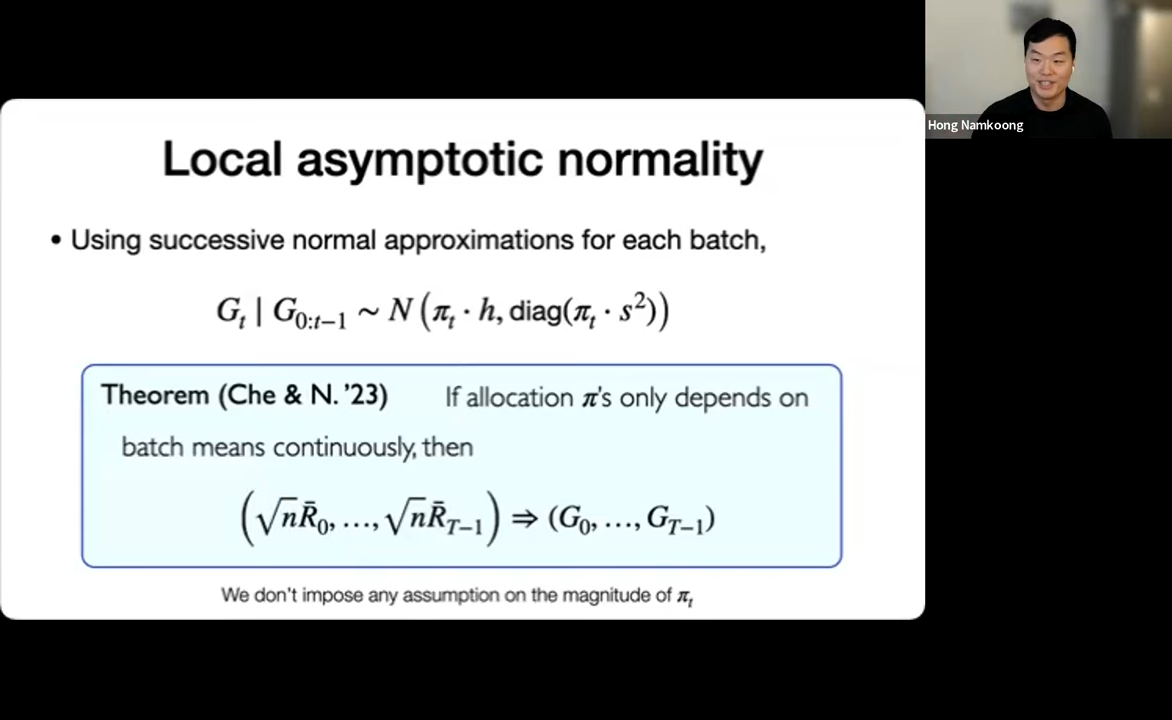 Local asymptotic normality
• Using successive normal approximations for each batch,
G_t | G_{0:t−1} ~ N(π_t · h, diag(π_t · s²))
Theorem (Che & N. ’23) If allocation π’s only depends on
batch means continuously, then
(√n R̄_0, …, √n R̄_{T−1}) ⇒ (G_0, …, G_{T−1})
We don't impose any assumption on the magnitude of π_t
Hong Namkoong